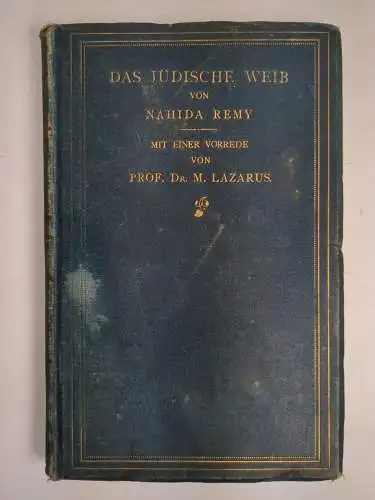 DAS JÜDISCHE WEIB
VON
NAHIDA REMY
MIT EINER VORREDE
VON
PROF. DR. M. LAZARUS.